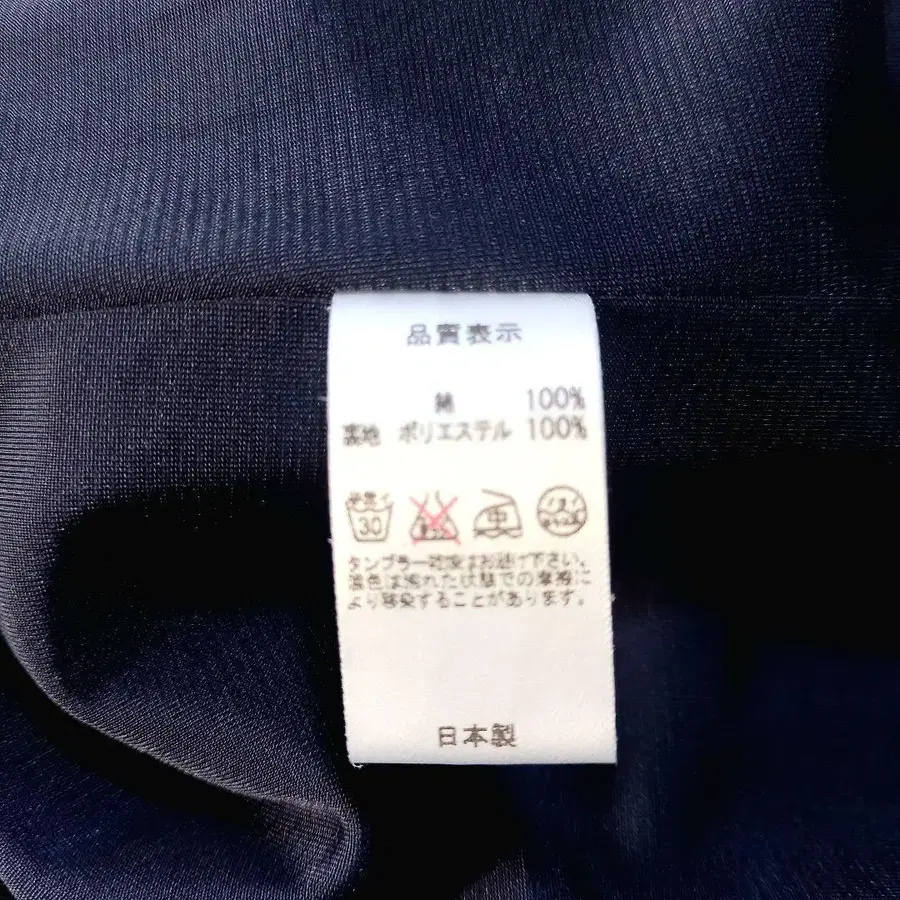 品質表示
綿 100%
裏地 ポリエステル 100%
30 中
タンブラー乾燥はお避け下さい。
濃色は濡れた状態での摩擦に
より移染することがあります。
日本製